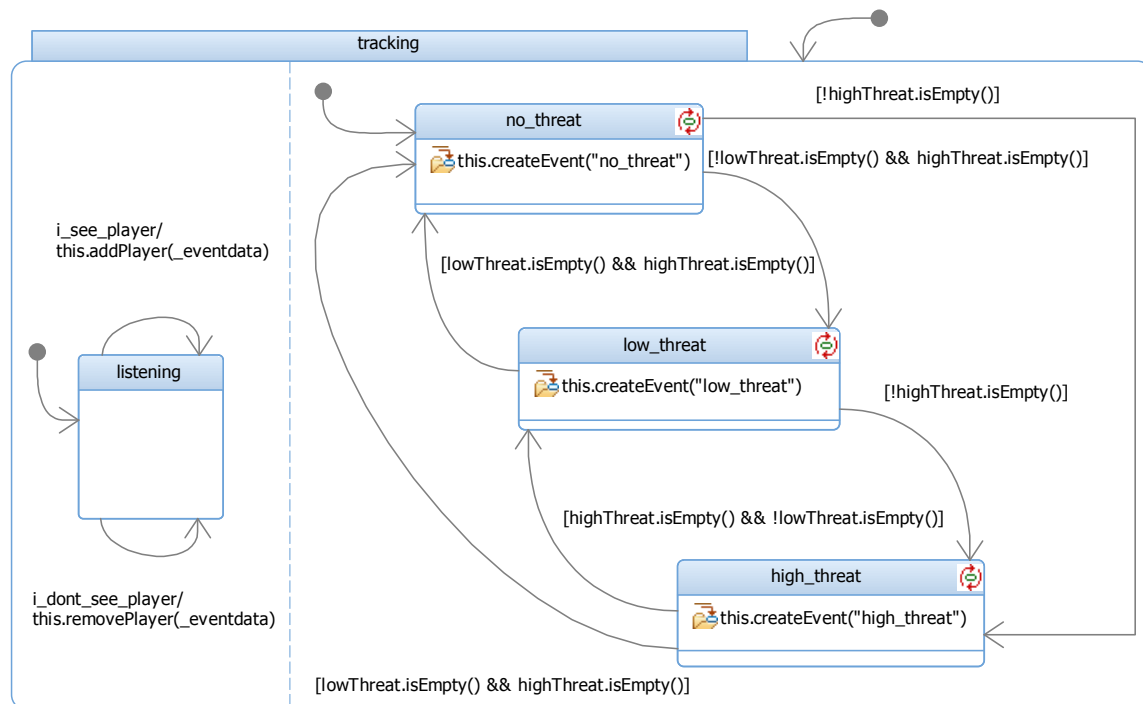 tracking
[!highThreat.isEmpty()]
no_threat
this.createEvent("no_threat")
[!lowThreat.isEmpty() && highThreat.isEmpty()]
i_see_player/
this.addPlayer(_eventdata)
[lowThreat.isEmpty() && highThreat.isEmpty()]
low_threat
listening
this.createEvent("low_threat")
[!highThreat.isEmpty()]
[highThreat.isEmpty() && !lowThreat.isEmpty()]
high_threat
i_dont_see_player/
this.removePlayer(_eventdata)
this.createEvent("high_threat")
[lowThreat.isEmpty() && highThreat.isEmpty()]